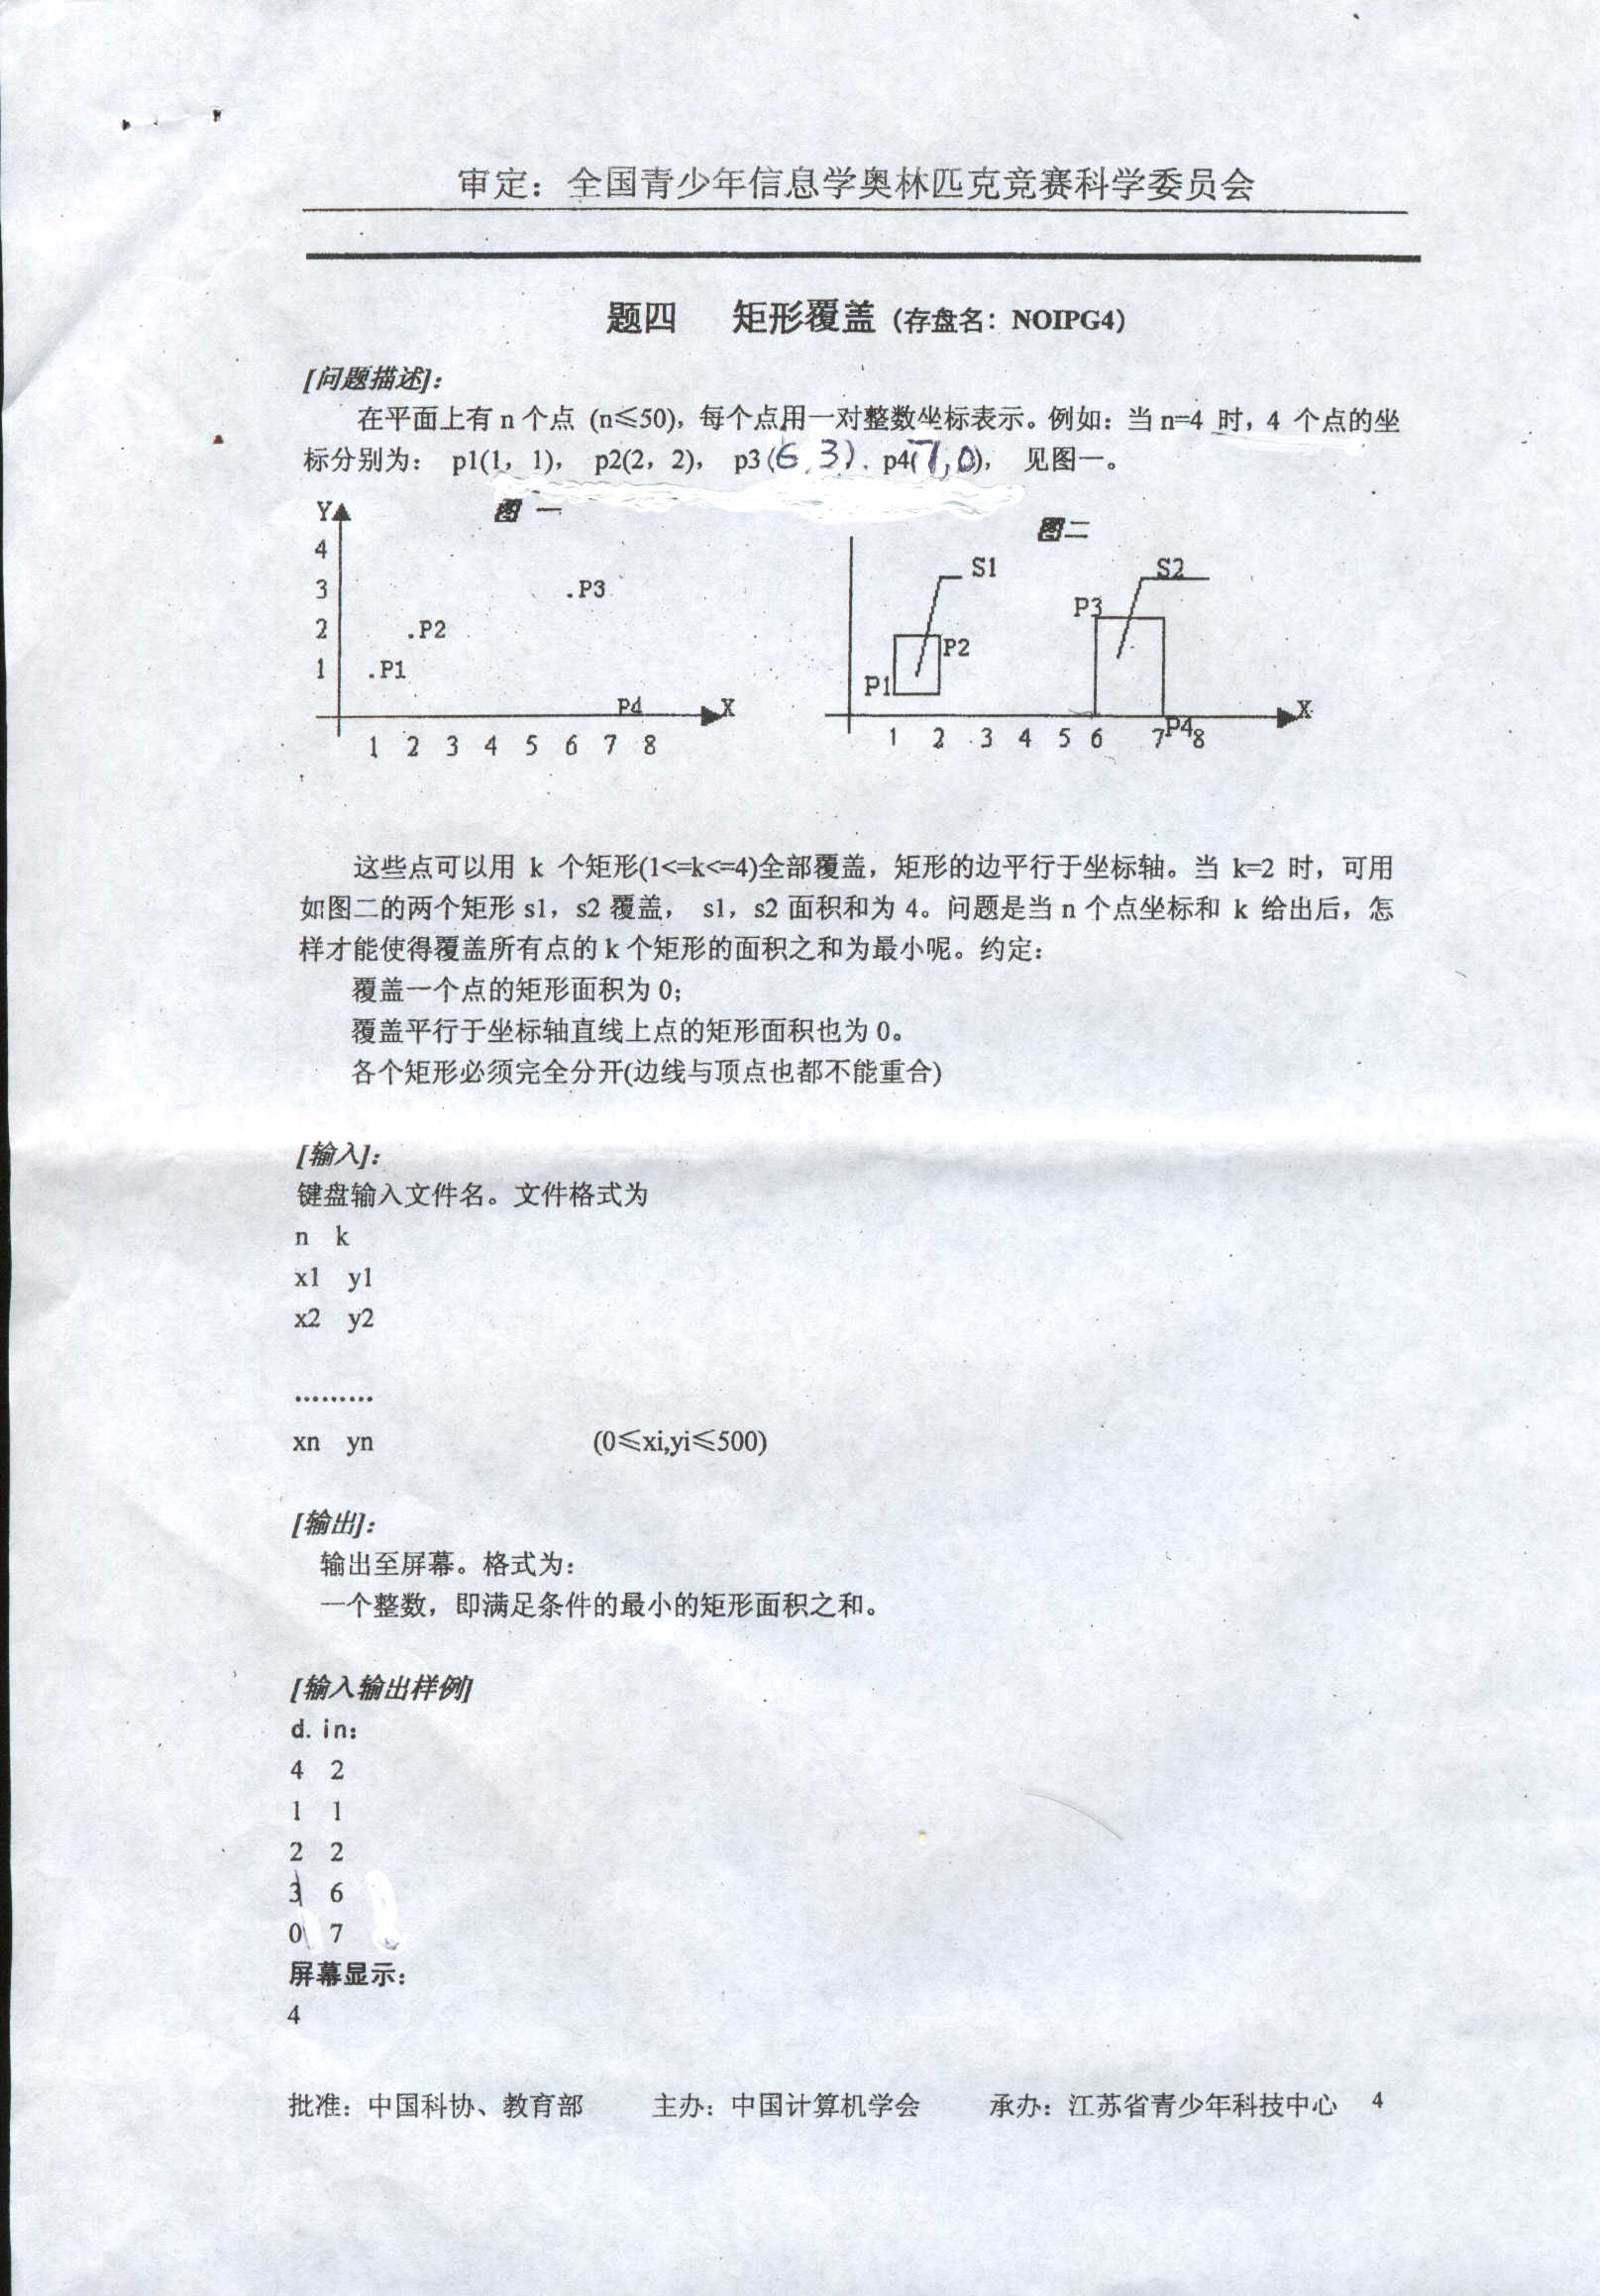 审定：全国青少年信息学奥林匹克竞赛科学委员会
题四 矩形覆盖（存盘名：NOIPG4）
[问题描述]：
在平面上有 n 个点 (n≤50)，每个点用一对整数坐标表示。例如：当 n=4 时，4 个点的坐
标分别为： p1(1，1)， p2(2，2)， p3(6,3)，p4(7,0)， 见图一。
图 一
Y
4
3
2
1
.P3
.P2
.P1
P4
X
1 2 3 4 5 6 7 8
图二
S1
S2
P3
P2
P1
X
P4
1 2 3 4 5 6 7 8
这些点可以用 k 个矩形(1<=k<=4)全部覆盖，矩形的边平行于坐标轴。当 k=2 时，可用
如图二的两个矩形 s1，s2 覆盖， s1，s2 面积和为 4。问题是当 n 个点坐标和 k 给出后，怎
样才能使得覆盖所有点的 k 个矩形的面积之和为最小呢。约定：
覆盖一个点的矩形面积为 0；
覆盖平行于坐标轴直线上点的矩形面积也为 0。
各个矩形必须完全分开(边线与顶点也都不能重合)
[输入]：
键盘输入文件名。文件格式为
n k
x1 y1
x2 y2
………
xn yn (0≤xi,yi≤500)
[输出]：
输出至屏幕。格式为：
一个整数，即满足条件的最小的矩形面积之和。
[输入输出样例]
d.in：
4 2
1 1
2 2
3 6
0 7
屏幕显示：
4
批准：中国科协、教育部 主办：中国计算机学会 承办：江苏省青少年科技中心 4